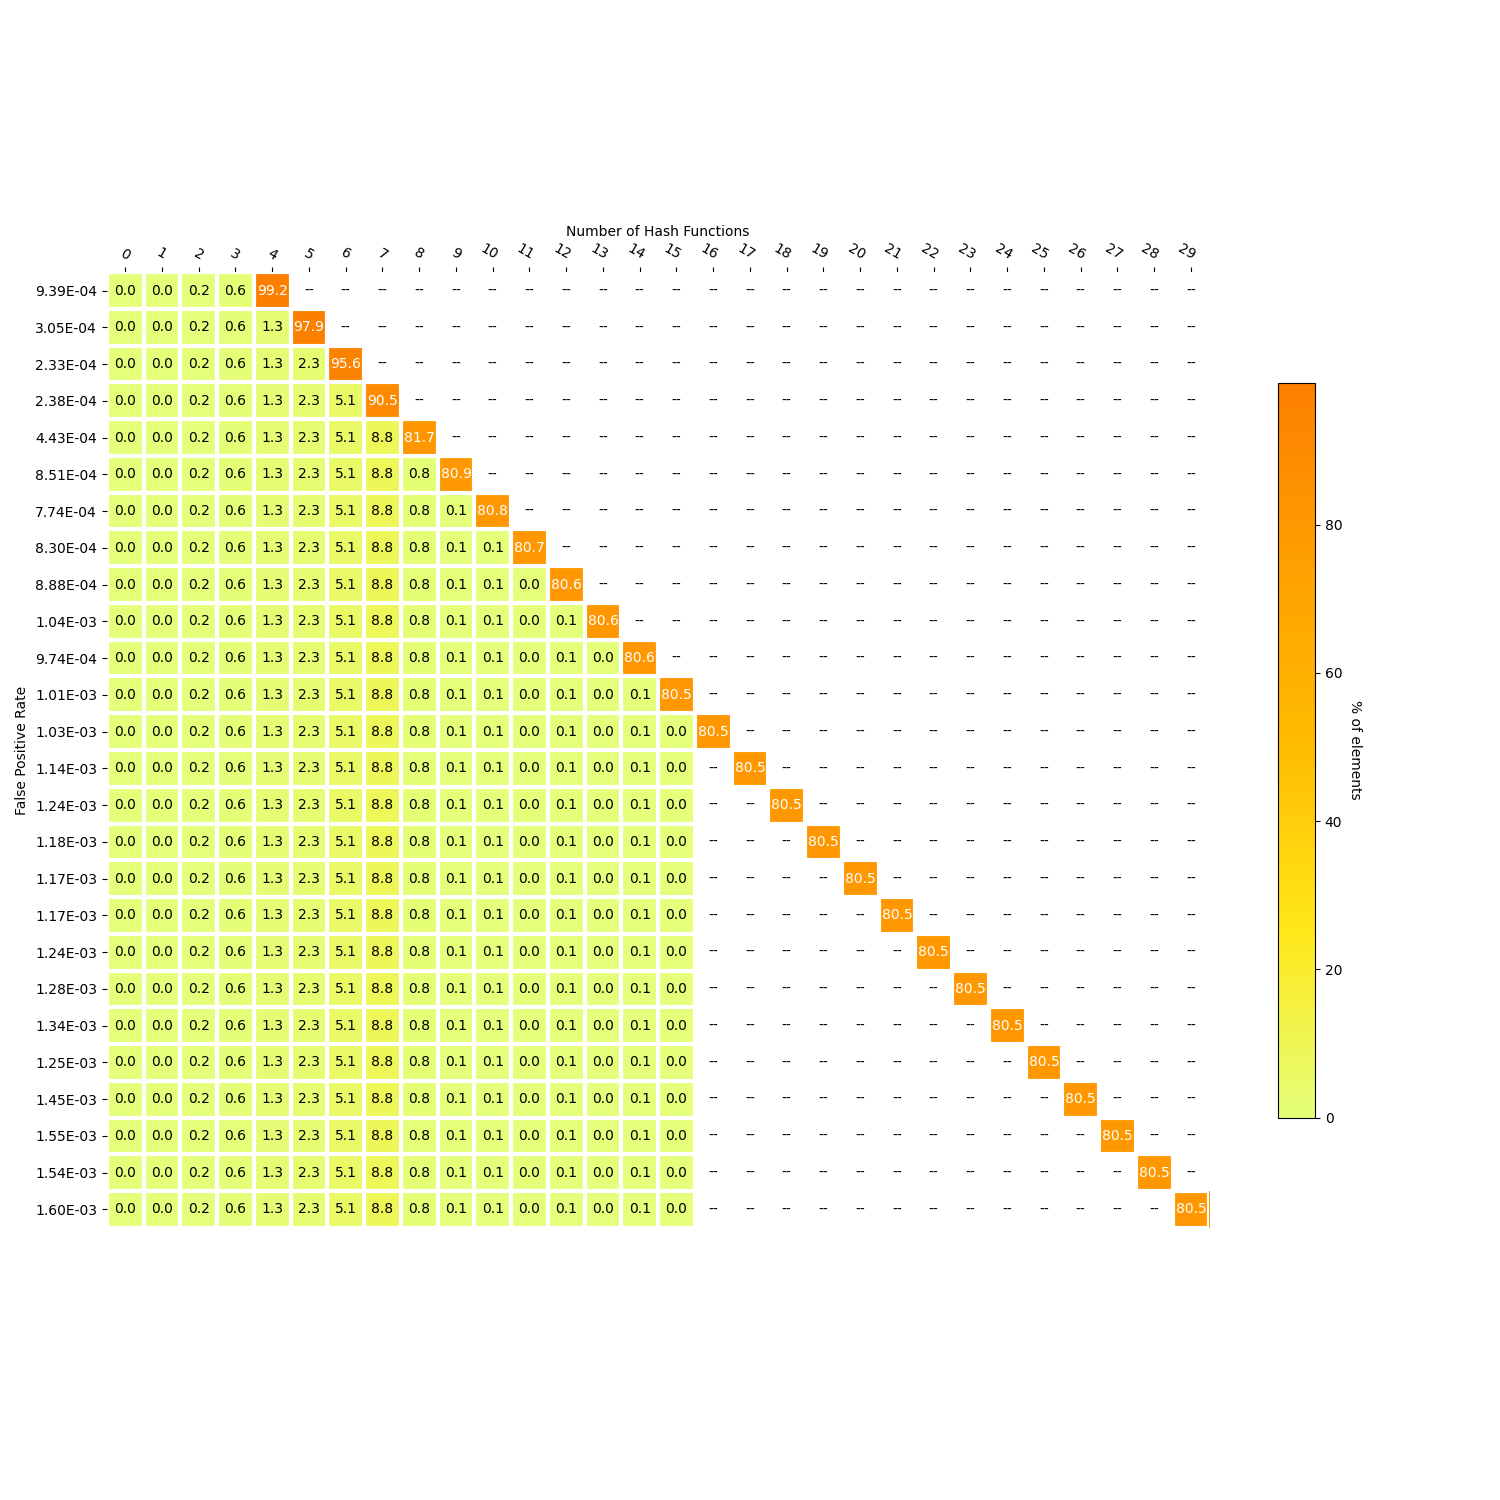 Number of Hash Functions
0 1 2 3 4 5 6 7 8 9 10 11 12 13 14 15 16 17 18 19 20 21 22 23 24 25 26 27 28 29
9.39E-04 0.0 0.0 0.2 0.6 99.2 -- -- -- -- -- -- -- -- -- -- -- -- -- -- -- -- -- -- -- -- -- -- -- -- --
3.05E-04 0.0 0.0 0.2 0.6 1.3 97.9 -- -- -- -- -- -- -- -- -- -- -- -- -- -- -- -- -- -- -- -- -- -- -- --
2.33E-04 0.0 0.0 0.2 0.6 1.3 2.3 95.6 -- -- -- -- -- -- -- -- -- -- -- -- -- -- -- -- -- -- -- -- -- -- --
2.38E-04 0.0 0.0 0.2 0.6 1.3 2.3 5.1 90.5 -- -- -- -- -- -- -- -- -- -- -- -- -- -- -- -- -- -- -- -- -- --
4.43E-04 0.0 0.0 0.2 0.6 1.3 2.3 5.1 8.8 81.7 -- -- -- -- -- -- -- -- -- -- -- -- -- -- -- -- -- -- -- -- --
8.51E-04 0.0 0.0 0.2 0.6 1.3 2.3 5.1 8.8 0.8 80.9 -- -- -- -- -- -- -- -- -- -- -- -- -- -- -- -- -- -- -- --
7.74E-04 0.0 0.0 0.2 0.6 1.3 2.3 5.1 8.8 0.8 0.1 80.8 -- -- -- -- -- -- -- -- -- -- -- -- -- -- -- -- -- -- --
8.30E-04 0.0 0.0 0.2 0.6 1.3 2.3 5.1 8.8 0.8 0.1 0.1 80.7 -- -- -- -- -- -- -- -- -- -- -- -- -- -- -- -- -- --
8.88E-04 0.0 0.0 0.2 0.6 1.3 2.3 5.1 8.8 0.8 0.1 0.1 0.0 80.6 -- -- -- -- -- -- -- -- -- -- -- -- -- -- -- -- --
1.04E-03 0.0 0.0 0.2 0.6 1.3 2.3 5.1 8.8 0.8 0.1 0.1 0.0 0.1 80.6 -- -- -- -- -- -- -- -- -- -- -- -- -- -- -- --
9.74E-04 0.0 0.0 0.2 0.6 1.3 2.3 5.1 8.8 0.8 0.1 0.1 0.0 0.1 0.0 80.6 -- -- -- -- -- -- -- -- -- -- -- -- -- -- --
1.01E-03 0.0 0.0 0.2 0.6 1.3 2.3 5.1 8.8 0.8 0.1 0.1 0.0 0.1 0.0 0.1 80.5 -- -- -- -- -- -- -- -- -- -- -- -- -- --
1.03E-03 0.0 0.0 0.2 0.6 1.3 2.3 5.1 8.8 0.8 0.1 0.1 0.0 0.1 0.0 0.1 0.0 80.5 -- -- -- -- -- -- -- -- -- -- -- -- --
1.14E-03 0.0 0.0 0.2 0.6 1.3 2.3 5.1 8.8 0.8 0.1 0.1 0.0 0.1 0.0 0.1 0.0 -- 80.5 -- -- -- -- -- -- -- -- -- -- -- --
1.24E-03 0.0 0.0 0.2 0.6 1.3 2.3 5.1 8.8 0.8 0.1 0.1 0.0 0.1 0.0 0.1 0.0 -- -- 80.5 -- -- -- -- -- -- -- -- -- -- --
1.18E-03 0.0 0.0 0.2 0.6 1.3 2.3 5.1 8.8 0.8 0.1 0.1 0.0 0.1 0.0 0.1 0.0 -- -- -- 80.5 -- -- -- -- -- -- -- -- -- --
1.17E-03 0.0 0.0 0.2 0.6 1.3 2.3 5.1 8.8 0.8 0.1 0.1 0.0 0.1 0.0 0.1 0.0 -- -- -- -- 80.5 -- -- -- -- -- -- -- -- --
1.17E-03 0.0 0.0 0.2 0.6 1.3 2.3 5.1 8.8 0.8 0.1 0.1 0.0 0.1 0.0 0.1 0.0 -- -- -- -- -- 80.5 -- -- -- -- -- -- -- --
1.24E-03 0.0 0.0 0.2 0.6 1.3 2.3 5.1 8.8 0.8 0.1 0.1 0.0 0.1 0.0 0.1 0.0 -- -- -- -- -- -- 80.5 -- -- -- -- -- -- --
1.28E-03 0.0 0.0 0.2 0.6 1.3 2.3 5.1 8.8 0.8 0.1 0.1 0.0 0.1 0.0 0.1 0.0 -- -- -- -- -- -- -- 80.5 -- -- -- -- -- --
1.34E-03 0.0 0.0 0.2 0.6 1.3 2.3 5.1 8.8 0.8 0.1 0.1 0.0 0.1 0.0 0.1 0.0 -- -- -- -- -- -- -- -- 80.5 -- -- -- -- --
1.25E-03 0.0 0.0 0.2 0.6 1.3 2.3 5.1 8.8 0.8 0.1 0.1 0.0 0.1 0.0 0.1 0.0 -- -- -- -- -- -- -- -- -- 80.5 -- -- -- --
1.45E-03 0.0 0.0 0.2 0.6 1.3 2.3 5.1 8.8 0.8 0.1 0.1 0.0 0.1 0.0 0.1 0.0 -- -- -- -- -- -- -- -- -- -- 80.5 -- -- --
1.55E-03 0.0 0.0 0.2 0.6 1.3 2.3 5.1 8.8 0.8 0.1 0.1 0.0 0.1 0.0 0.1 0.0 -- -- -- -- -- -- -- -- -- -- -- 80.5 -- --
1.54E-03 0.0 0.0 0.2 0.6 1.3 2.3 5.1 8.8 0.8 0.1 0.1 0.0 0.1 0.0 0.1 0.0 -- -- -- -- -- -- -- -- -- -- -- -- 80.5 --
1.60E-03 0.0 0.0 0.2 0.6 1.3 2.3 5.1 8.8 0.8 0.1 0.1 0.0 0.1 0.0 0.1 0.0 -- -- -- -- -- -- -- -- -- -- -- -- -- 80.5
False Positive Rate
80
60
40
20
0
% of elements